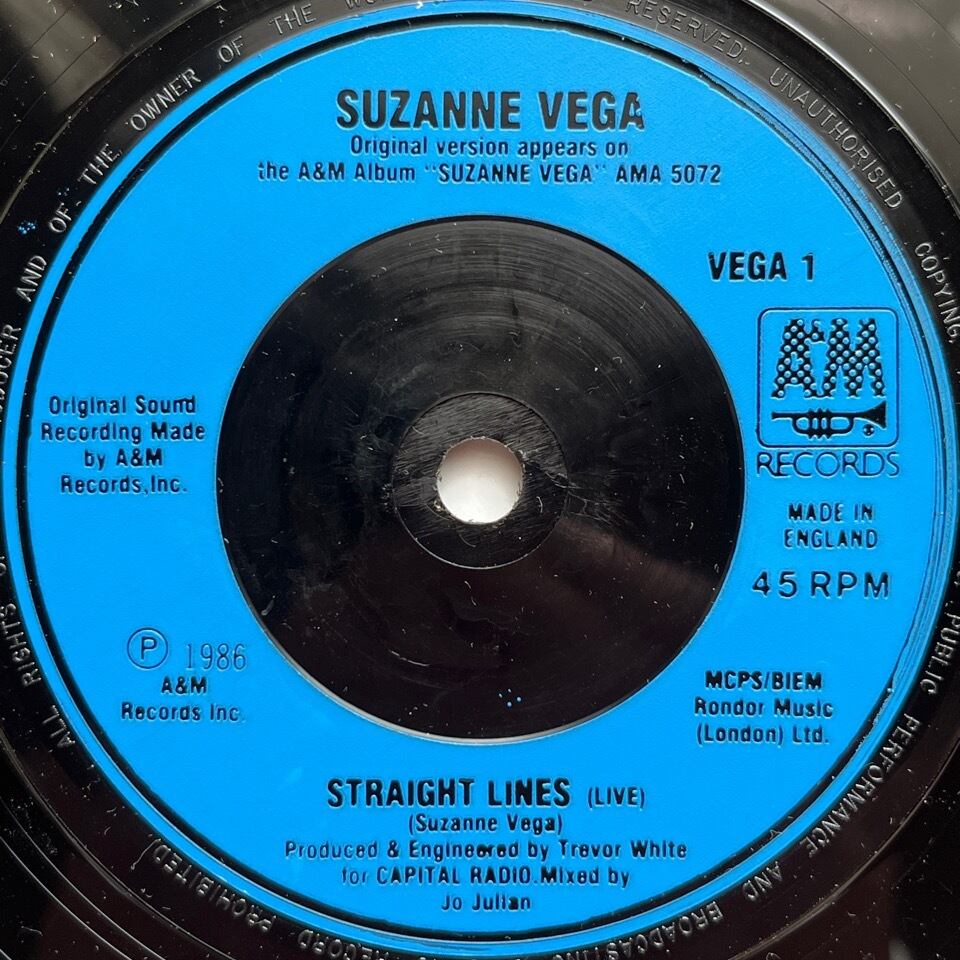 SUZANNE VEGA
Original version appears on
the A&M Album "SUZANNE VEGA" AMA 5072
VEGA 1
A&M
RECORDS
MADE IN
ENGLAND
45 RPM
Original Sound
Recording Made
by A&M
Records,Inc.
Ⓟ 1986
A&M
Records Inc.
MCPS/BIEM
Rondor Music
(London) Ltd.
STRAIGHT LINES (LIVE)
(Suzanne Vega)
Produced & Engineered by Trevor White
for CAPITAL RADIO.Mixed by
Jo Julian
ALL RIGHTS AND OF THE OWNER OF THE RESERVED. UNAUTHORISED COPYING PUBLIC PERFORMANCE AND BROADCASTING RECORD PROHIBITED)